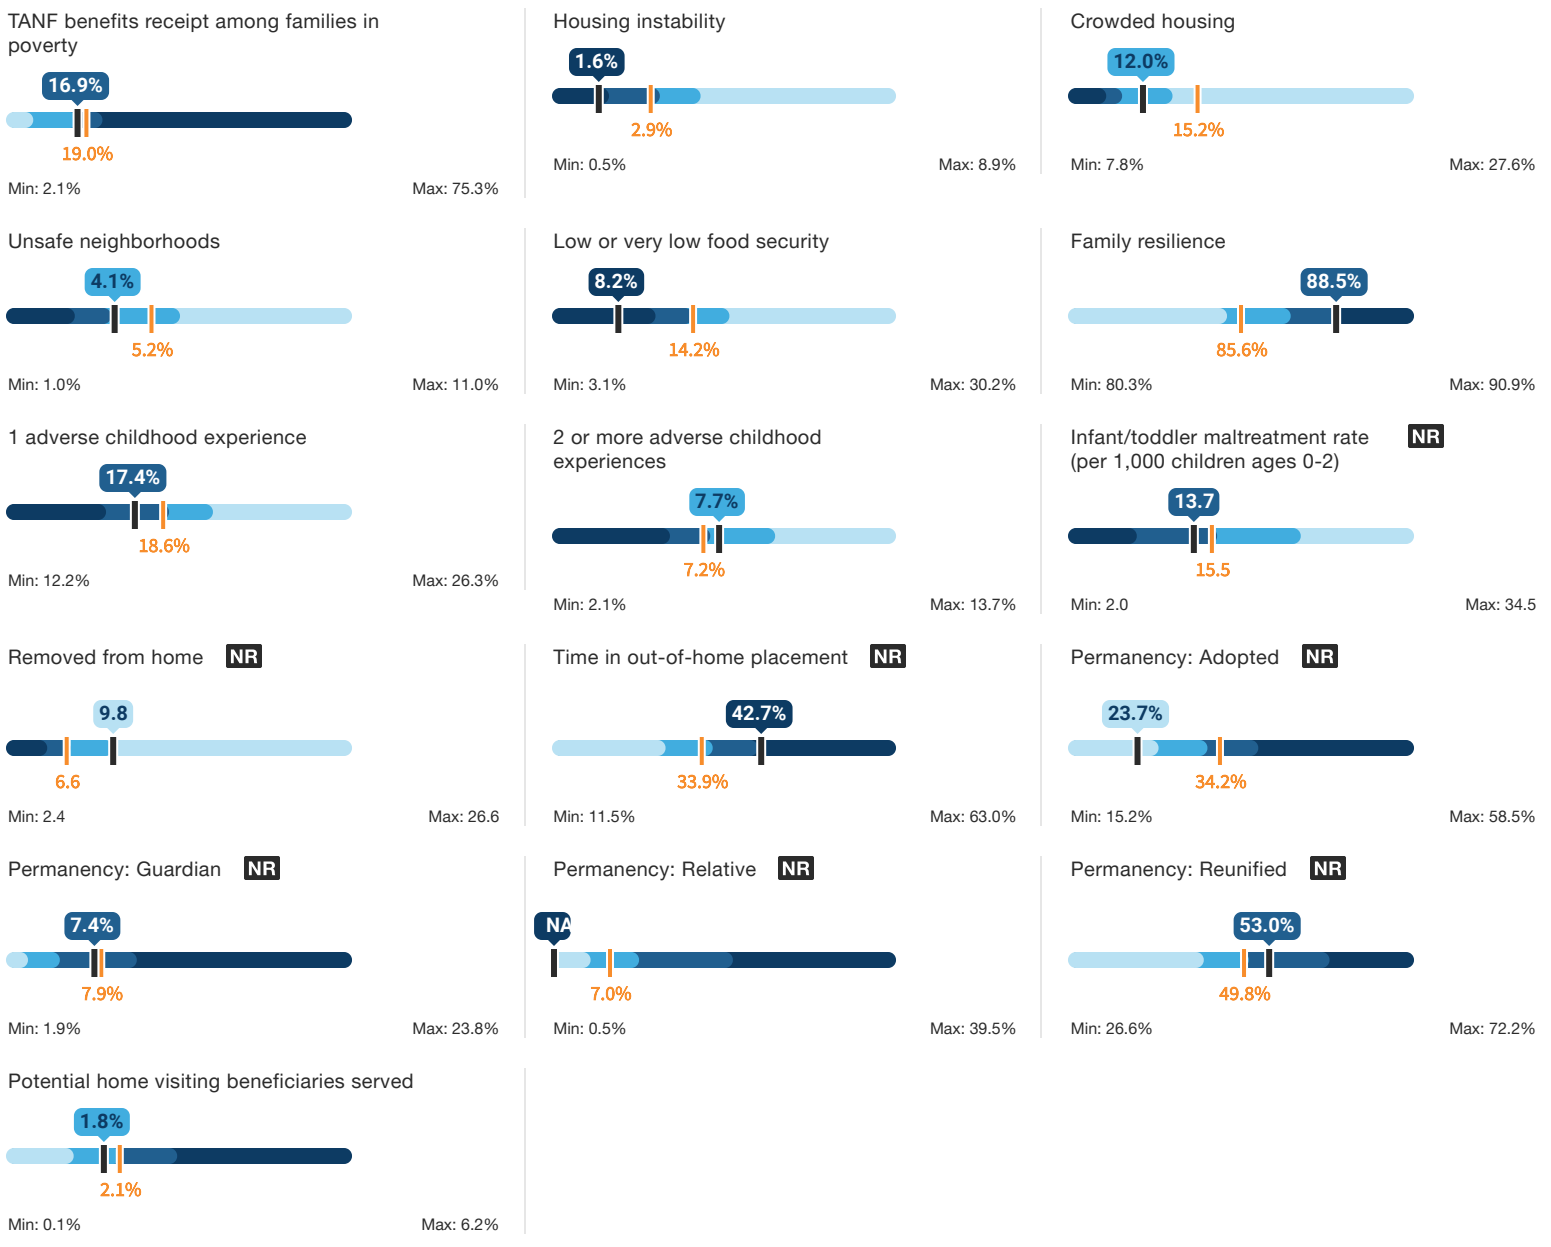 TANF benefits receipt among families in
poverty
16.9%
19.0%
Min: 2.1%
Max: 75.3%
Housing instability
1.6%
2.9%
Min: 0.5%
Max: 8.9%
Crowded housing
12.0%
15.2%
Min: 7.8%
Max: 27.6%
Unsafe neighborhoods
4.1%
5.2%
Min: 1.0%
Max: 11.0%
Low or very low food security
8.2%
14.2%
Min: 3.1%
Max: 30.2%
Family resilience
88.5%
85.6%
Min: 80.3%
Max: 90.9%
1 adverse childhood experience
17.4%
18.6%
Min: 12.2%
Max: 26.3%
2 or more adverse childhood
experiences
7.7%
7.2%
Min: 2.1%
Max: 13.7%
Infant/toddler maltreatment rate NR
(per 1,000 children ages 0-2)
13.7
15.5
Min: 2.0
Max: 34.5
Removed from home NR
9.8
6.6
Min: 2.4
Max: 26.6
Time in out-of-home placement NR
42.7%
33.9%
Min: 11.5%
Max: 63.0%
Permanency: Adopted NR
23.7%
34.2%
Min: 15.2%
Max: 58.5%
Permanency: Guardian NR
7.4%
7.9%
Min: 1.9%
Max: 23.8%
Permanency: Relative NR
NA
7.0%
Min: 0.5%
Max: 39.5%
Permanency: Reunified NR
53.0%
49.8%
Min: 26.6%
Max: 72.2%
Potential home visiting beneficiaries served
1.8%
2.1%
Min: 0.1%
Max: 6.2%